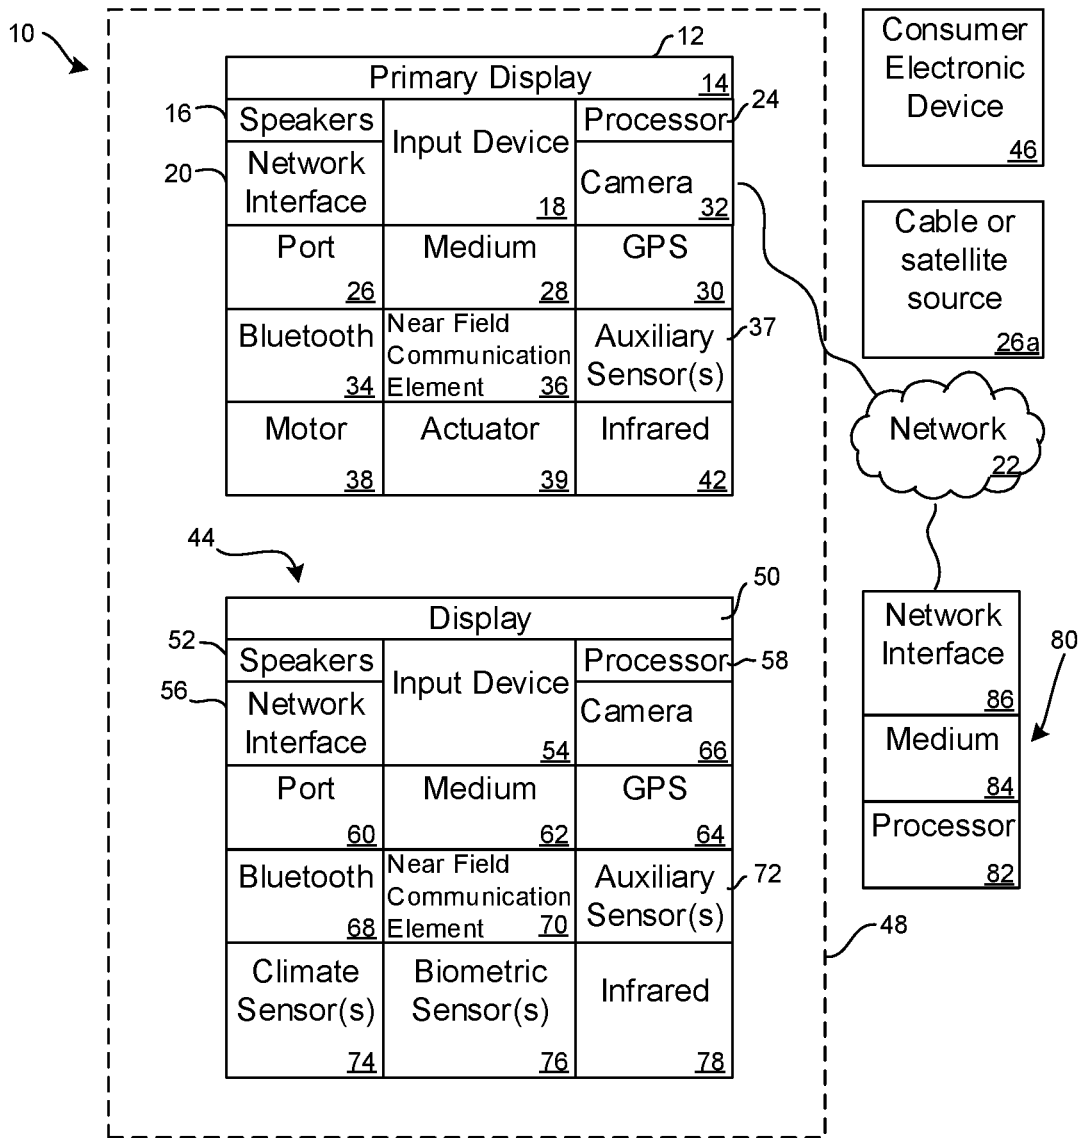 10
12
Primary Display
14
16
Speakers
Input Device
18
Processor
24
20
Network
Interface
Camera
32
Port
26
Medium
28
GPS
30
Bluetooth
34
Near Field
Communication
Element
36
Auxiliary
Sensor(s)
37
Motor
38
Actuator
39
Infrared
42
Consumer
Electronic
Device
46
Cable or
satellite
source
26a
Network
22
44
50
Display
52
Speakers
Input Device
54
Processor
58
56
Network
Interface
Camera
66
Port
60
Medium
62
GPS
64
Bluetooth
68
Near Field
Communication
Element
70
Auxiliary
Sensor(s)
72
Climate
Sensor(s)
74
Biometric
Sensor(s)
76
Infrared
78
Network
Interface
86
80
Medium
84
Processor
82
48